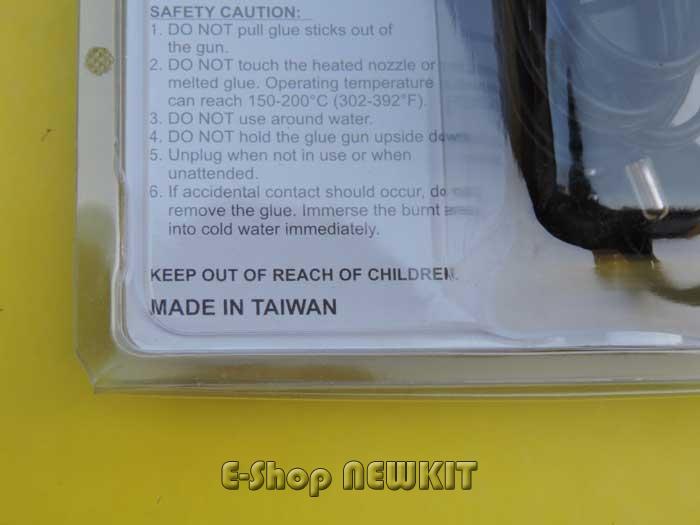 SAFETY CAUTION:
1. DO NOT pull glue sticks out of
the gun.
2. DO NOT touch the heated nozzle or
melted glue. Operating temperature
can reach 150-200°C (302-392°F).
3. DO NOT use around water.
4. DO NOT hold the glue gun upside down.
5. Unplug when not in use or when
unattended.
6. If accidental contact should occur, do
remove the glue. Immerse the burnt
into cold water immediately.
KEEP OUT OF REACH OF CHILDREN.
MADE IN TAIWAN
E-Shop NEWKIT